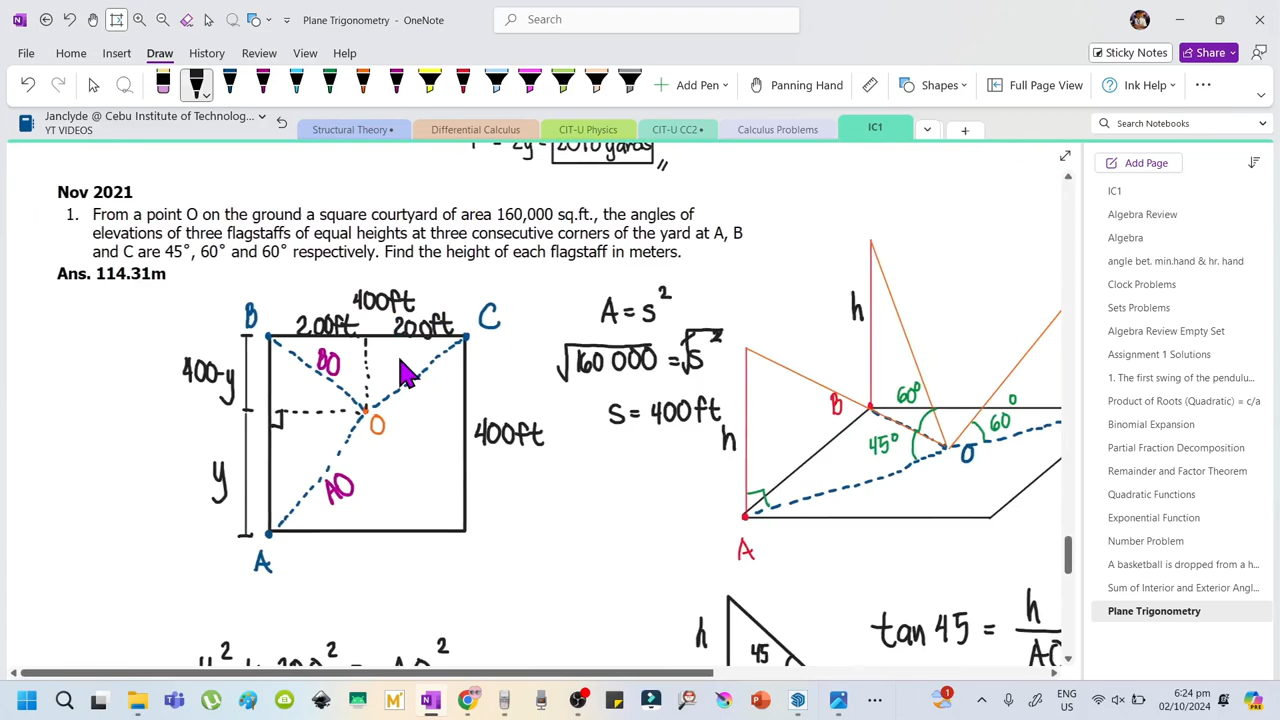 Plane Trigonometry - OneNote
Search
File Home Insert Draw History Review View Help
Sticky Notes Share
Add Pen Panning Hand Shapes Full Page View Ink Help
Janclyde @ Cebu Institute of Technolog...
YT VIDEOS
Structural Theory Differential Calculus CIT-U Physics CIT-U CC2 Calculus Problems IC1
Search Notebooks
Add Page
IC1
Algebra Review
Algebra
angle bet. min.hand & hr. hand
Clock Problems
Sets Problems
Algebra Review Empty Set
Assignment 1 Solutions
1. The first swing of the pendulu
Product of Roots (Quadratic) = c/a
Binomial Expansion
Partial Fraction Decomposition
Remainder and Factor Theorem
Quadratic Functions
Exponential Function
Number Problem
A basketball is dropped from a h
Sum of Interior and Exterior Angl...
Plane Trigonometry
Nov 2021
1. From a point O on the ground a square courtyard of area 160,000 sq.ft., the angles of
elevations of three flagstaffs of equal heights at three consecutive corners of the yard at A, B
and C are 45°, 60° and 60° respectively. Find the height of each flagstaff in meters.
Ans. 114.31m
400ft
B 200ft 200ft C
400-y BO
O
400ft
y AO
A
A = s²
√160 000 = √s²
s = 400ft
h
B 60° 60°
h 45° O
A
h 45
tan 45 = h
ENG
PH
6:24 pm
02/10/2024